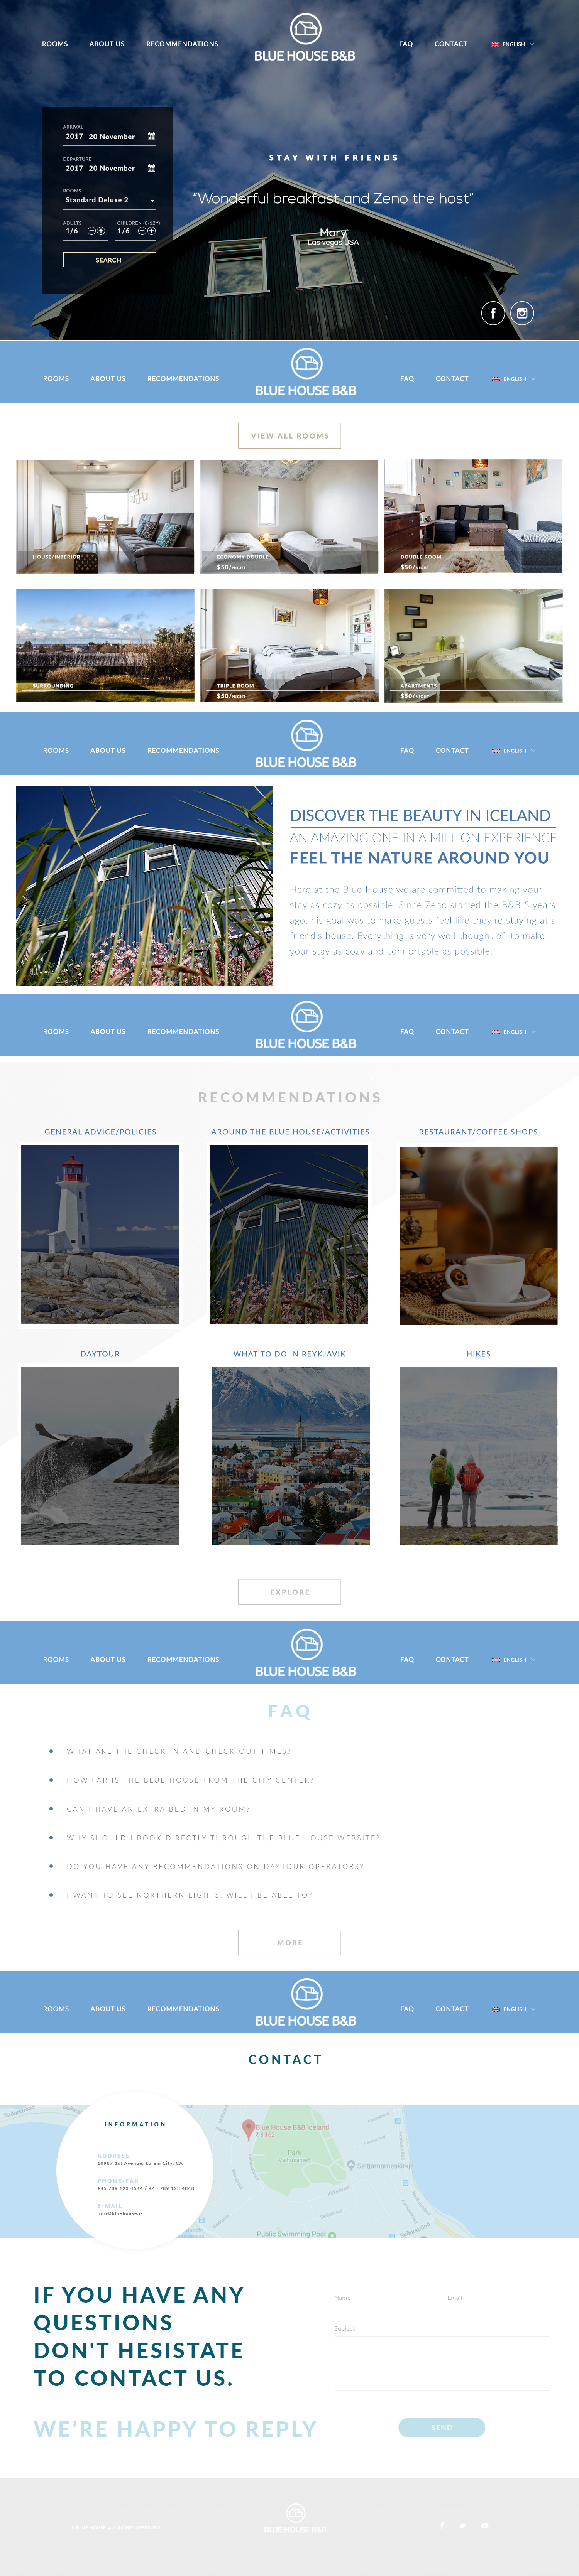 ROOMS ABOUT US RECOMMENDATIONS BLUE HOUSE B&B FAQ CONTACT ENGLISH
ARRIVAL
2017 20 November
DEPARTURE
2017 20 November
ROOMS
Standard Deluxe 2
ADULTS CHILDREN (0-12Y)
1/6 1/6
SEARCH
STAY WITH FRIENDS
"Wonderful breakfast and Zeno the host"
Mary
Las vegas USA
ROOMS ABOUT US RECOMMENDATIONS BLUE HOUSE B&B FAQ CONTACT ENGLISH
VIEW ALL ROOMS
HOUSE/INTERIOR
ECONOMY DOUBLE
$50/NIGHT
DOUBLE ROOM
$50/NIGHT
SURROUNDING
TRIPLE ROOM
$50/NIGHT
APARTMENTS
$50/NIGHT
ROOMS ABOUT US RECOMMENDATIONS BLUE HOUSE B&B FAQ CONTACT ENGLISH
DISCOVER THE BEAUTY IN ICELAND
AN AMAZING ONE IN A MILLION EXPERIENCE
FEEL THE NATURE AROUND YOU
Here at the Blue House we are committed to making your
stay as cozy as possible. Since Zeno started the B&B 5 years
ago, his goal was to make guests feel like they're staying at a
friend's house. Everything is very well thought of, to make
your stay as cozy and comfortable as possible.
ROOMS ABOUT US RECOMMENDATIONS BLUE HOUSE B&B FAQ CONTACT ENGLISH
RECOMMENDATIONS
GENERAL ADVICE/POLICIES
AROUND THE BLUE HOUSE/ACTIVITIES
RESTAURANT/COFFEE SHOPS
DAYTOUR
WHAT TO DO IN REYKJAVIK
HIKES
EXPLORE
ROOMS ABOUT US RECOMMENDATIONS BLUE HOUSE B&B FAQ CONTACT ENGLISH
FAQ
WHAT ARE THE CHECK-IN AND CHECK-OUT TIMES?
HOW FAR IS THE BLUE HOUSE FROM THE CITY CENTER?
CAN I HAVE AN EXTRA BED IN MY ROOM?
WHY SHOULD I BOOK DIRECTLY THROUGH THE BLUE HOUSE WEBSITE?
DO YOU HAVE ANY RECOMMENDATIONS ON DAYTOUR OPERATORS?
I WANT TO SEE NORTHERN LIGHTS, WILL I BE ABLE TO?
MORE
ROOMS ABOUT US RECOMMENDATIONS BLUE HOUSE B&B FAQ CONTACT ENGLISH
CONTACT
INFORMATION
ADDRESS
50987 1st Avenue. Lorem City. CA
PHONE/FAX
+45 789 123 4544 / +45 789 123 4848
E-MAIL
info@bluehouse.is
Blue House B&B Iceland
Park
Seltjarnarneskirkja
Public Swimming Pool
IF YOU HAVE ANY
QUESTIONS
DON'T HESISTATE
TO CONTACT US.
WE'RE HAPPY TO REPLY
Name Email
Subject
SEND
BLUE HOUSE B&B